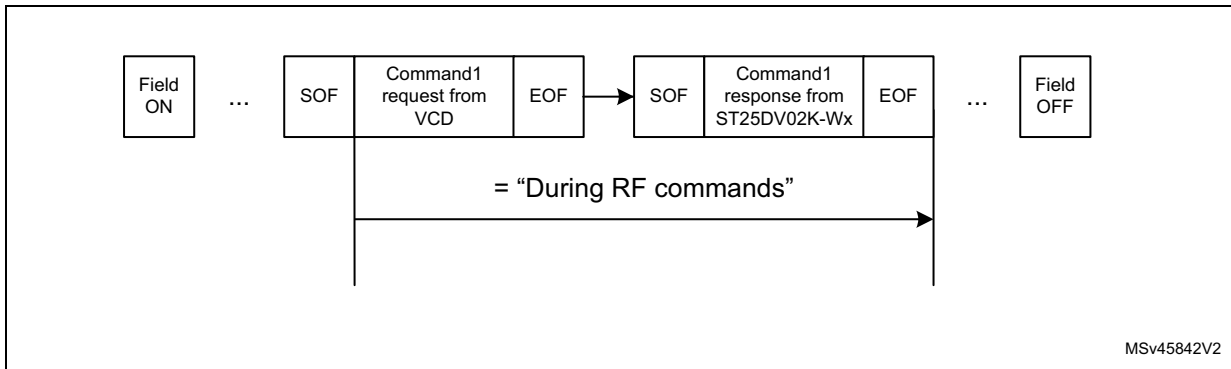 Field
ON
...
SOF
Command1
request from
VCD
EOF
SOF
Command1
response from
ST25DV02K-Wx
EOF
...
Field
OFF
= “During RF commands”
MSv45842V2